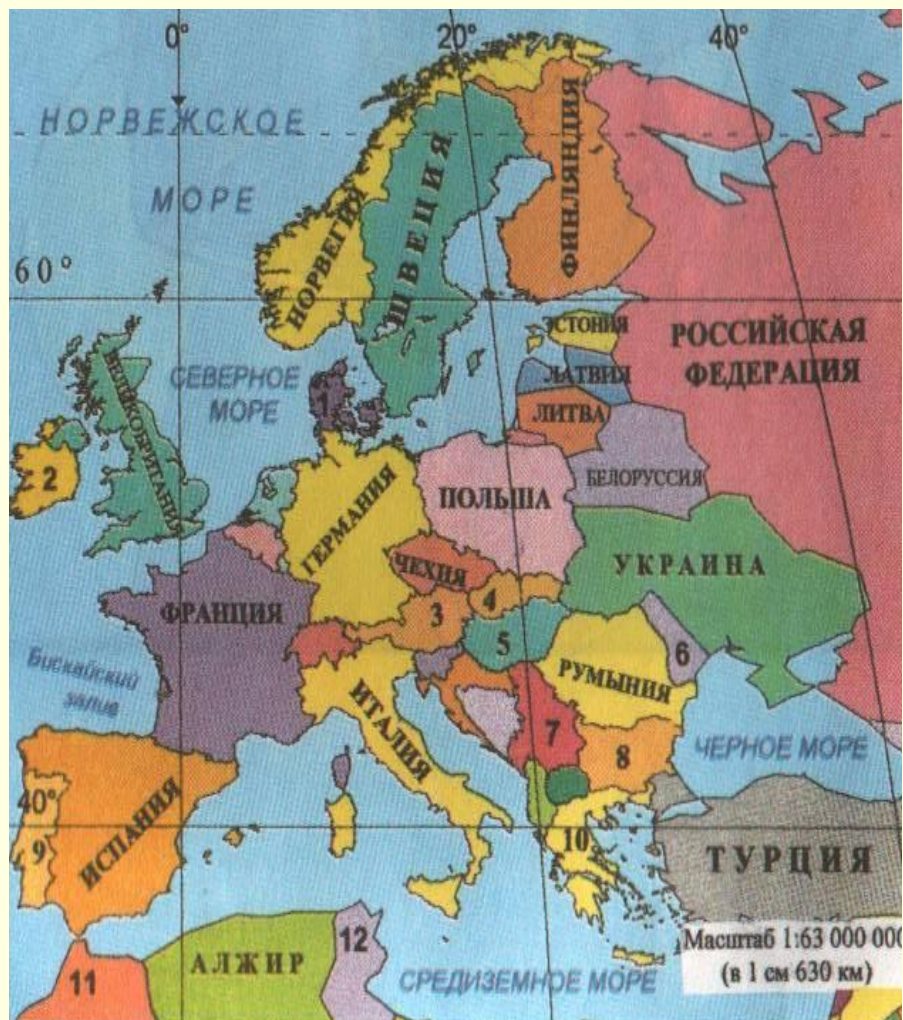 0°
20°
40°
НОРВЕЖСКОЕ
МОРЕ
60°
НОРВЕГИЯ
ШВЕЦИЯ
ФИНЛЯНДИЯ
ЭСТОНИЯ
РОССИЙСКАЯ
ФЕДЕРАЦИЯ
ЛАТВИЯ
ЛИТВА
СЕВЕРНОЕ
МОРЕ
1
ВЕЛИКОБРИТАНИЯ
2
ГЕРМАНИЯ
ПОЛЬША
БЕЛОРУССИЯ
УКРАИНА
ЧЕХИЯ
3
4
5
ФРАНЦИЯ
Бискайский
залив
РУМЫНИЯ
6
ИТАЛИЯ
7
8
ЧЕРНОЕ МОРЕ
40°
ИСПАНИЯ
9
10
ТУРЦИЯ
11
АЛЖИР
12
СРЕДИЗЕМНОЕ МОРЕ
Масштаб 1:63 000 000
(в 1 см 630 км)